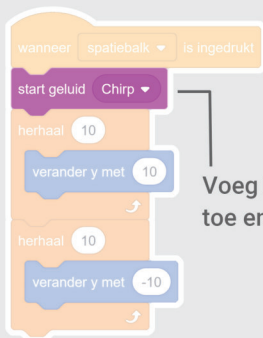 wanneer spatiebalk is ingedrukt
start geluid Chirp
herhaal 10
verander y met 10
herhaal 10
verander y met -10
Voeg
toe en